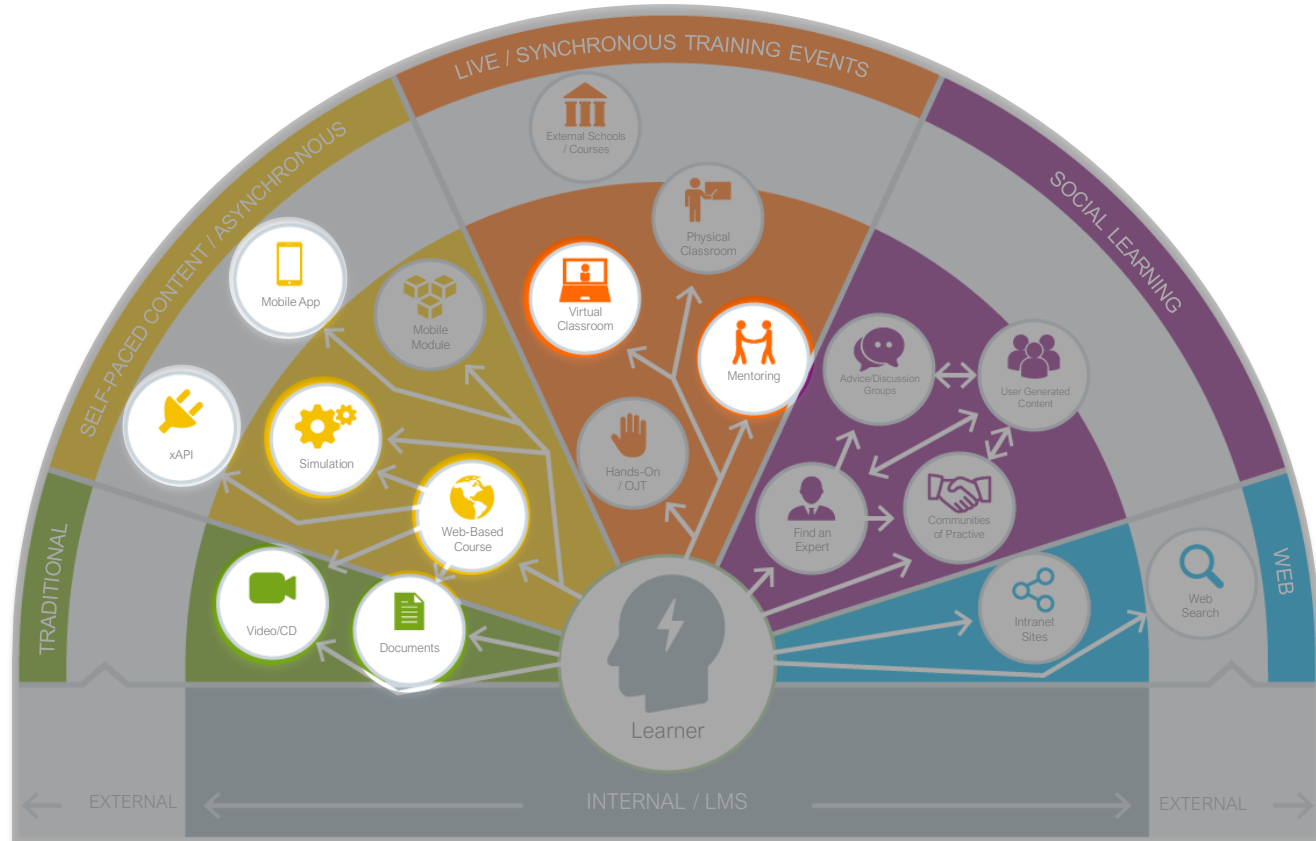 LIVE / SYNCHRONOUS TRAINING EVENTS
SELF-PACED CONTENT / ASYNCHRONOUS
SOCIAL LEARNING
TRADITIONAL
WEB
External Schools
/ Courses
Physical
Classroom
Virtual
Classroom
Mentoring
Hands-On
/ OJT
Mobile App
Mobile
Module
xAPI
Simulation
Web-Based
Course
Video/CD
Documents
Advice/Discussion
Groups
User Generated
Content
Find an
Expert
Communities
of Practive
Intranet
Sites
Web
Search
Learner
EXTERNAL
INTERNAL / LMS
EXTERNAL